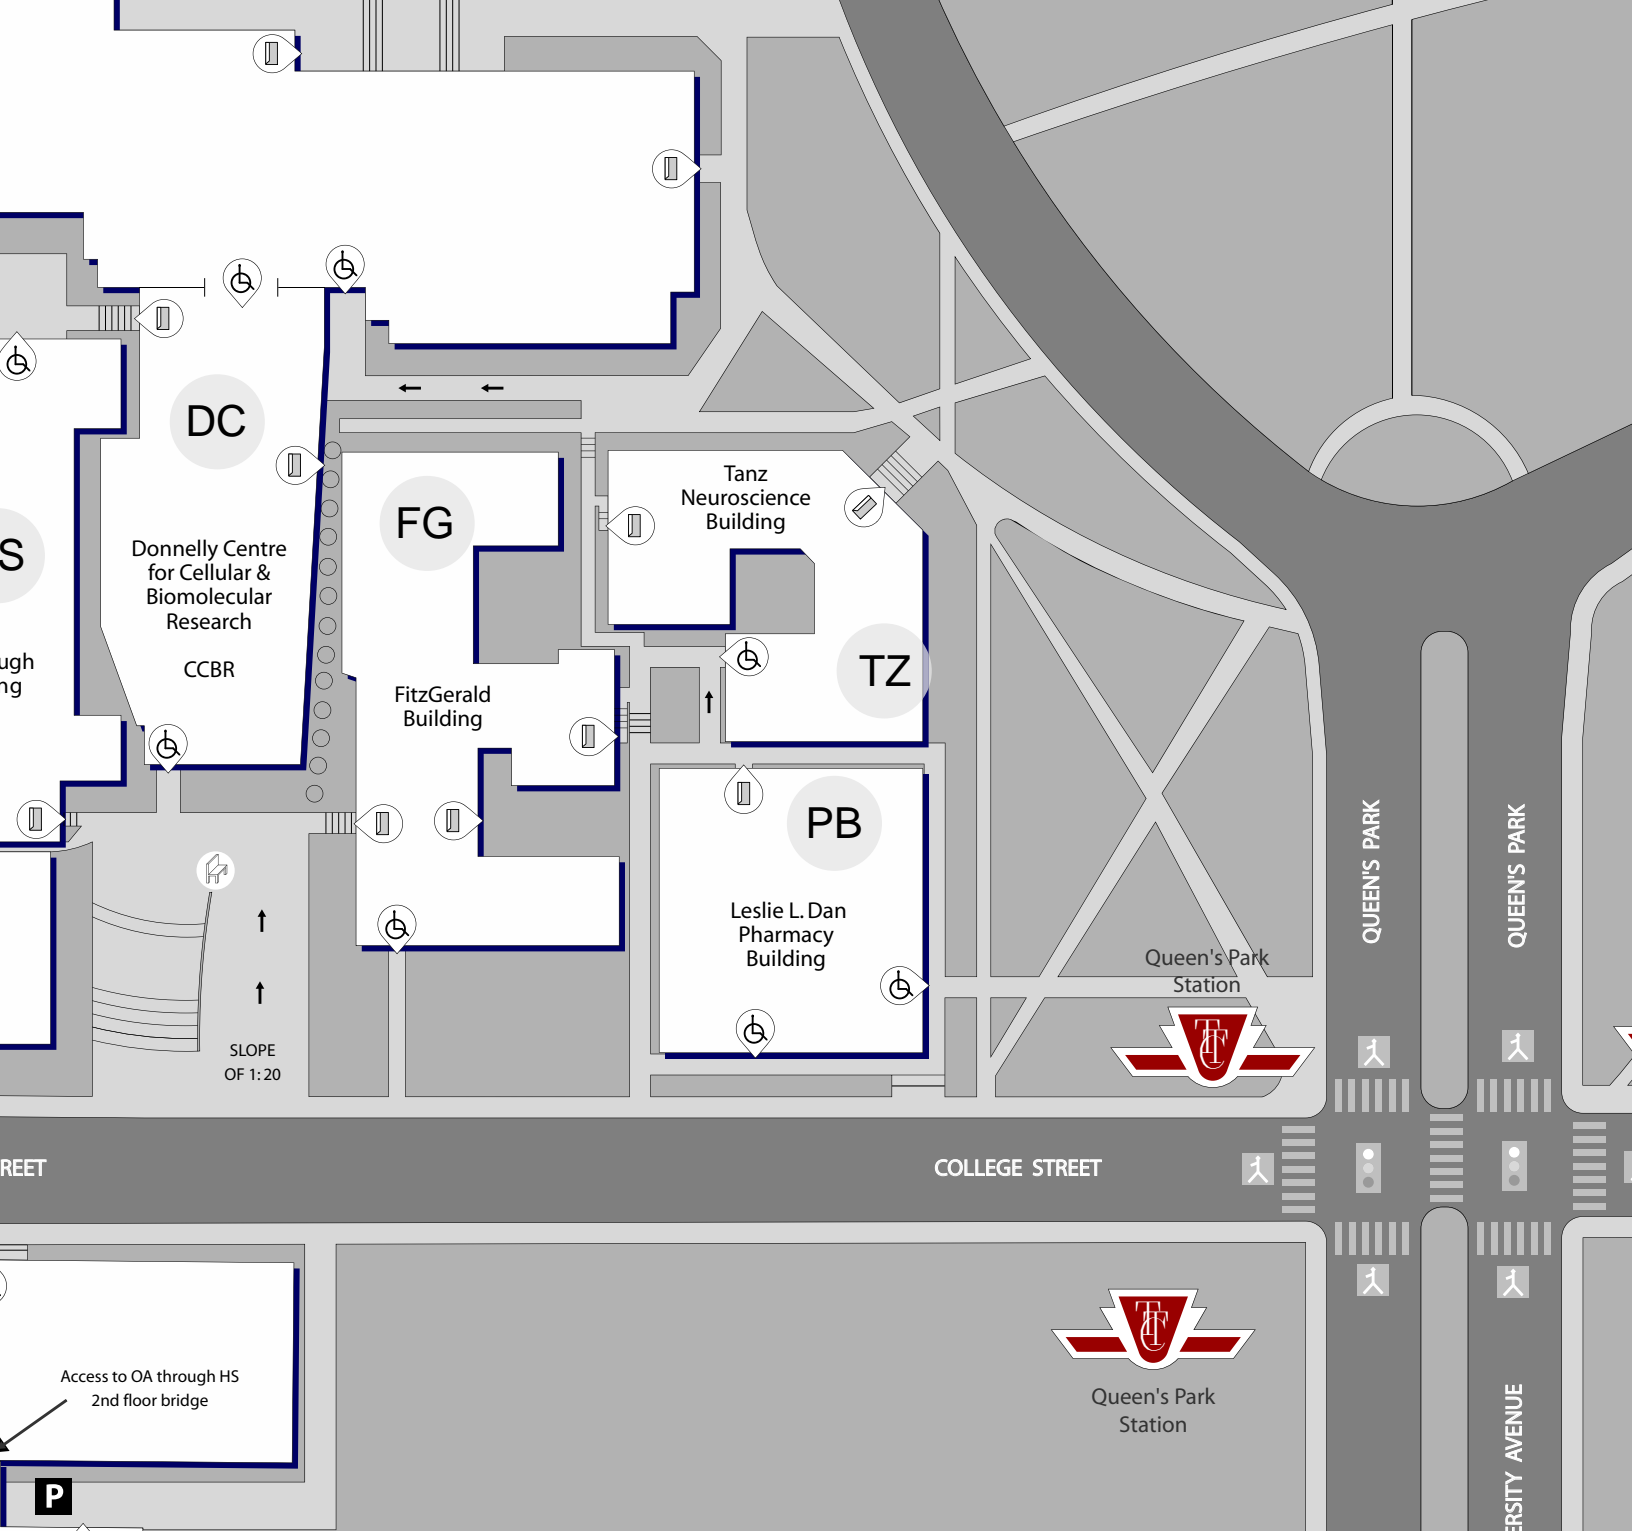 DC
Donnelly Centre
for Cellular &
Biomolecular
Research
CCBR
S
ugh
ng
FG
FitzGerald
Building
Tanz
Neuroscience
Building
TZ
PB
Leslie L. Dan
Pharmacy
Building
QUEEN'S PARK
QUEEN'S PARK
Queen's Park
Station
TTC
SLOPE
OF 1:20
REET
COLLEGE STREET
TTC
Queen's Park
Station
ERSITY AVENUE
Access to OA through HS
2nd floor bridge
P